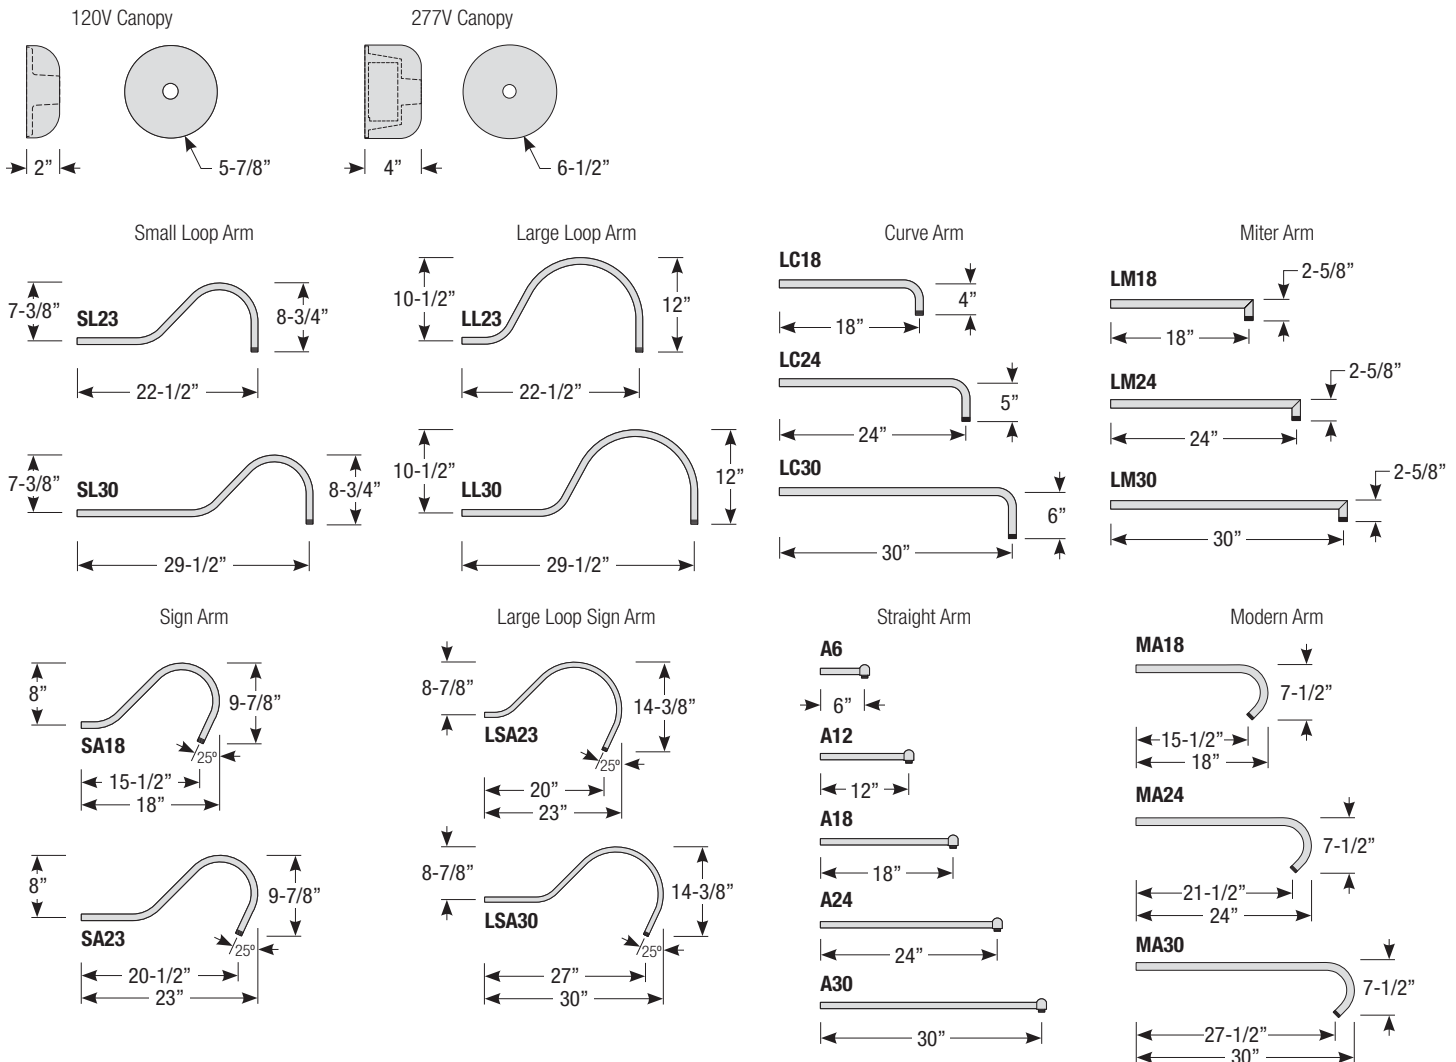 120V Canopy
277V Canopy
2”
5-7/8”
4”
6-1/2”
Small Loop Arm
7-3/8”
SL23
8-3/4”
22-1/2”
7-3/8”
SL30
8-3/4”
29-1/2”
Large Loop Arm
10-1/2”
LL23
12”
22-1/2”
10-1/2”
LL30
12”
29-1/2”
Curve Arm
LC18
4”
18”
LC24
5”
24”
LC30
6”
30”
Miter Arm
LM18
2-5/8”
18”
LM24
2-5/8”
24”
LM30
2-5/8”
30”
Sign Arm
8”
SA18
9-7/8”
25º
15-1/2”
18”
8”
SA23
9-7/8”
25º
20-1/2”
23”
Large Loop Sign Arm
8-7/8”
LSA23
14-3/8”
25º
20”
23”
8-7/8”
LSA30
14-3/8”
25º
27”
30”
Straight Arm
A6
6”
A12
12”
A18
18”
A24
24”
A30
30”
Modern Arm
MA18
7-1/2”
15-1/2”
18”
MA24
7-1/2”
21-1/2”
24”
MA30
7-1/2”
27-1/2”
30”